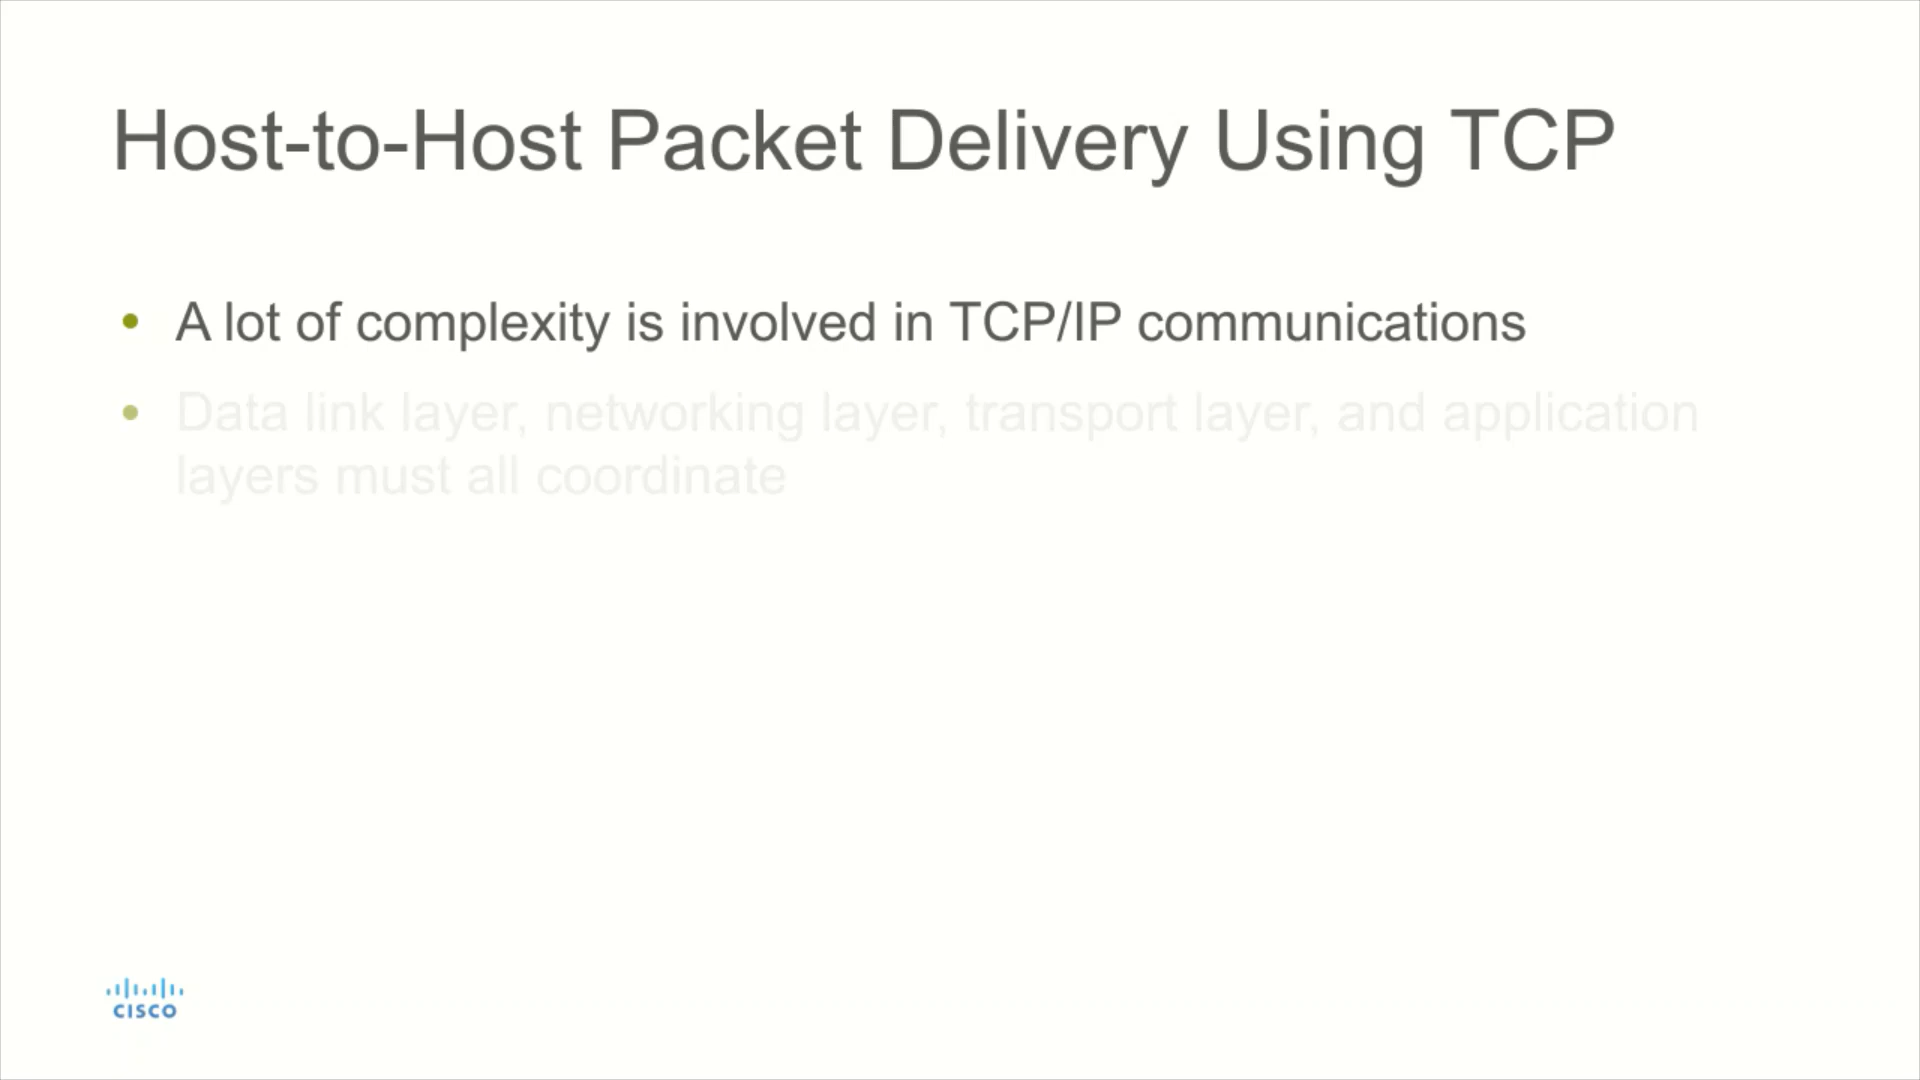 Host-to-Host Packet Delivery Using TCP
• A lot of complexity is involved in TCP/IP communications
• Data link layer, networking layer, transport layer, and application
layers must all coordinate
CISCO